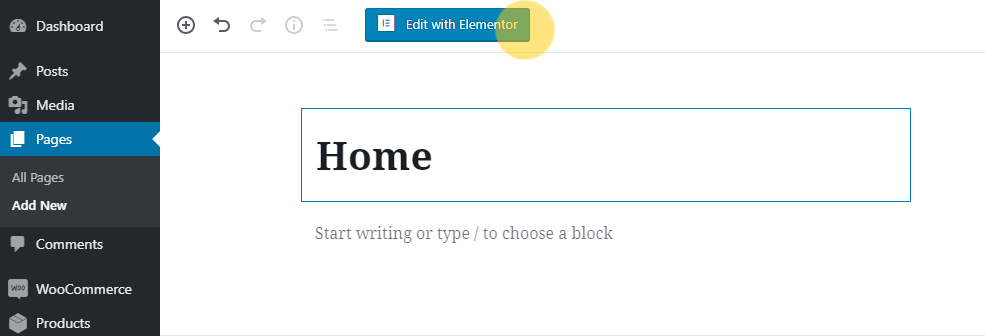 Dashboard
Posts
Media
Pages
All Pages
Add New
Comments
WOO
WooCommerce
Products
Edit with Elementor
Home
Start writing or type / to choose a block